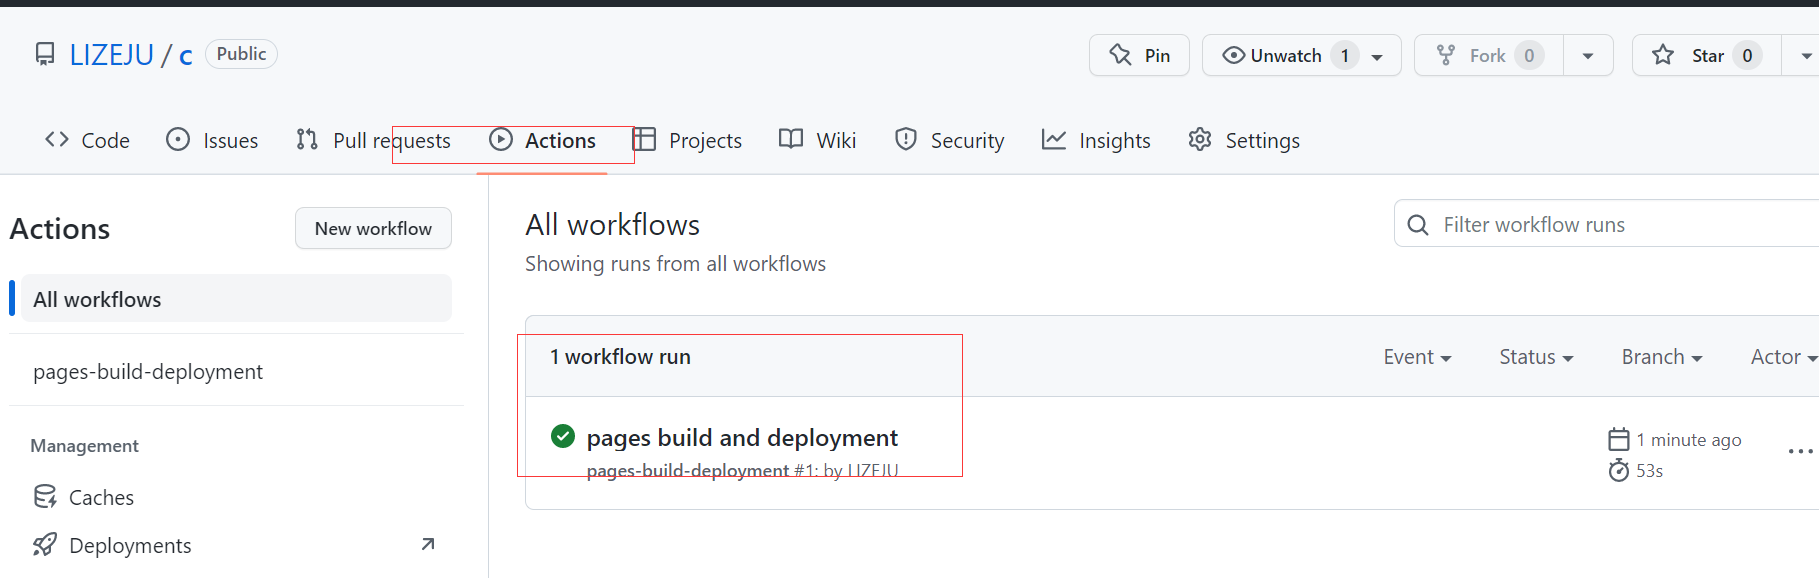 LIZEJU / c Public Pin Unwatch 1 Fork 0 Star 0
Code Issues Pull requests Actions Projects Wiki Security Insights Settings
Actions
New workflow
All workflows
pages-build-deployment
Management
Caches
Deployments
All workflows
Showing runs from all workflows
Filter workflow runs
1 workflow run
Event Status Branch Actor
pages build and deployment
pages-build-deployment #1: by LIZEJU
1 minute ago
53s